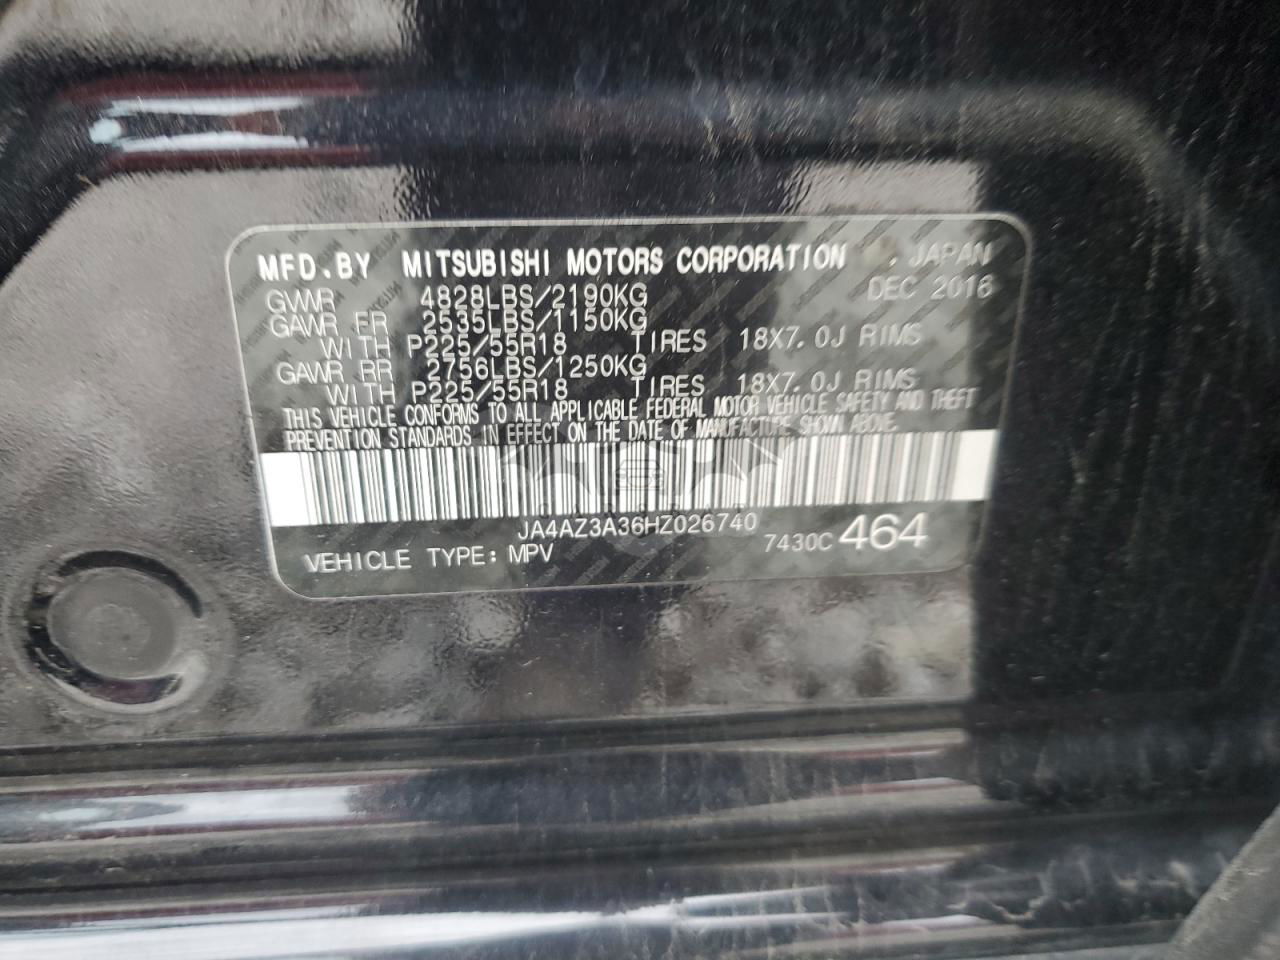 MFD.BY MITSUBISHI MOTORS CORPORATION JAPAN
GVWR 4828LBS/2190KG DEC 2016
GAWR FR 2535LBS/1150KG
WITH P225/55R18 TIRES 18X7.0J RIMS
GAWR RR 2756LBS/1250KG
WITH P225/55R18 TIRES 18X7.0J RIMS
THIS VEHICLE CONFORMS TO ALL APPLICABLE FEDERAL MOTOR VEHICLE SAFETY AND THEFT
PREVENTION STANDARDS IN EFFECT ON THE DATE OF MANUFACTURE SHOWN ABOVE.
JA4AZ3A36HZ026740
VEHICLE TYPE: MPV 7430C 464